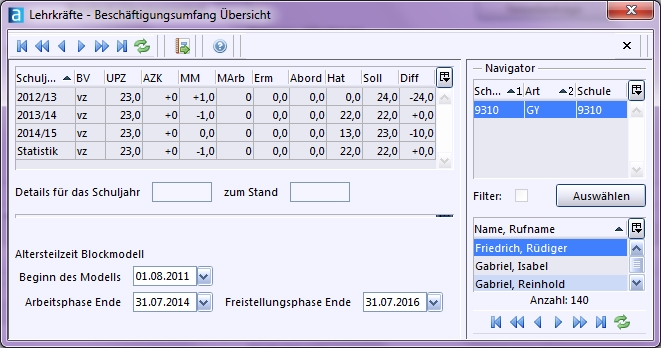 a Lehrkräfte - Beschäftigungsumfang Übersicht
Schulj... BV UPZ AZK MM MArb Erm Abord Hat Soll Diff
2012/13 vz 23,0 +0 +1,0 0 0,0 0,0 0,0 24,0 -24,0
2013/14 vz 23,0 +0 -1,0 0 0,0 0,0 22,0 22,0 +0,0
2014/15 vz 23,0 +0 0,0 0 0,0 0,0 13,0 23,0 -10,0
Statistik vz 23,0 +0 -1,0 0 0,0 0,0 22,0 22,0 +0,0
Details für das Schuljahr zum Stand
Altersteilzeit Blockmodell
Beginn des Modells 01.08.2011
Arbeitsphase Ende 31.07.2014 Freistellungsphase Ende 31.07.2016
Navigator
Sch... 1 Art 2 Schule
9310 GY 9310
Filter: Auswählen
Name, Rufname
Friedrich, Rüdiger
Gabriel, Isabel
Gabriel, Reinhold
Anzahl: 140